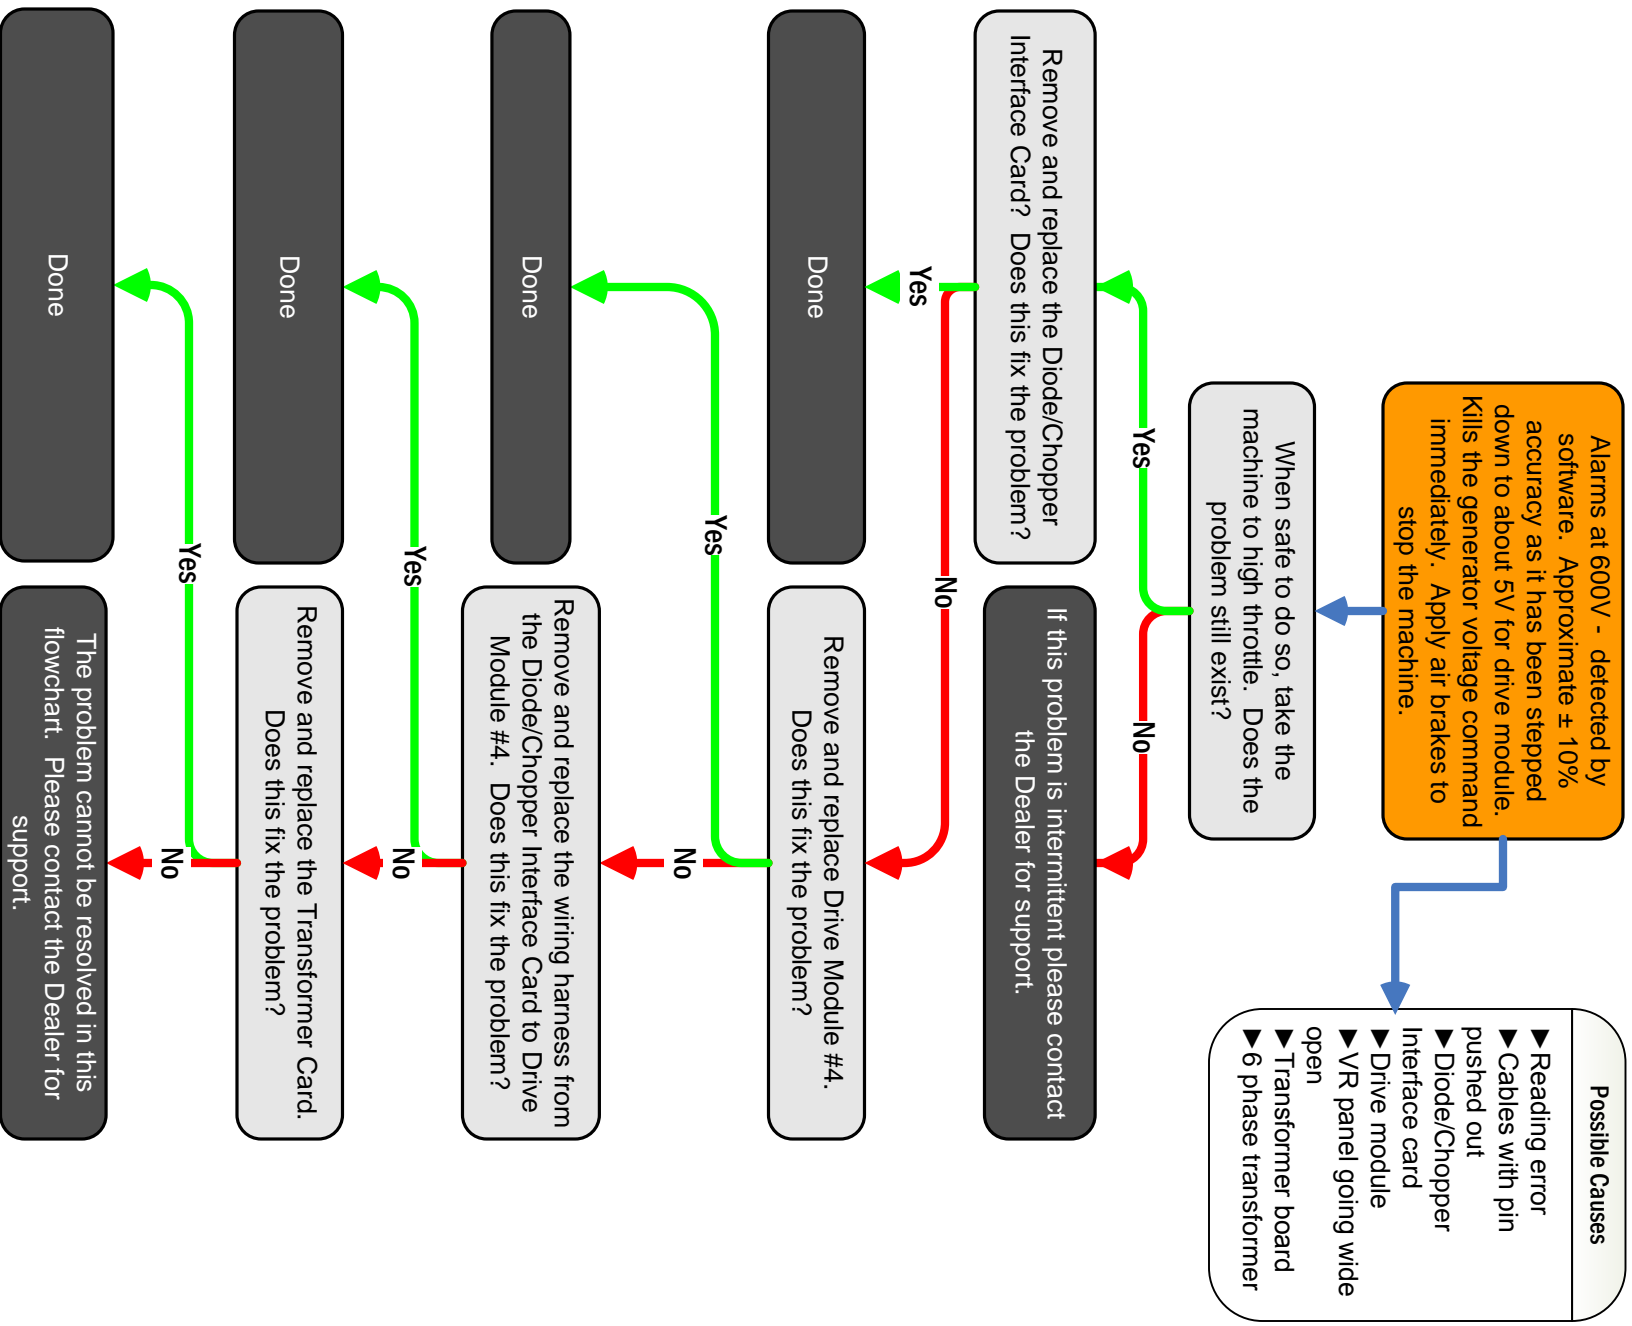 Alarms at 600V - detected by
software. Approximate ± 10%
accuracy as it has been stepped
down to about 5V for drive module.
Kills the generator voltage command
immediately. Apply air brakes to
stop the machine.
Possible Causes
►Reading error
►Cables with pin
pushed out
►Diode/Chopper
Interface card
►Drive module
►VR panel going wide
open
►Transformer board
►6 phase transformer
When safe to do so, take the
machine to high throttle. Does the
problem still exist?
Yes
No
Remove and replace the Diode/Chopper
Interface Card? Does this fix the problem?
If this problem is intermittent please contact
the Dealer for support.
Yes
No
Done
Remove and replace Drive Module #4.
Does this fix the problem?
Yes
No
Done
Remove and replace the wiring harness from
the Diode/Chopper Interface Card to Drive
Module #4. Does this fix the problem?
Yes
No
Done
Remove and replace the Transformer Card.
Does this fix the problem?
Yes
No
Done
The problem cannot be resolved in this
flowchart. Please contact the Dealer for
support.